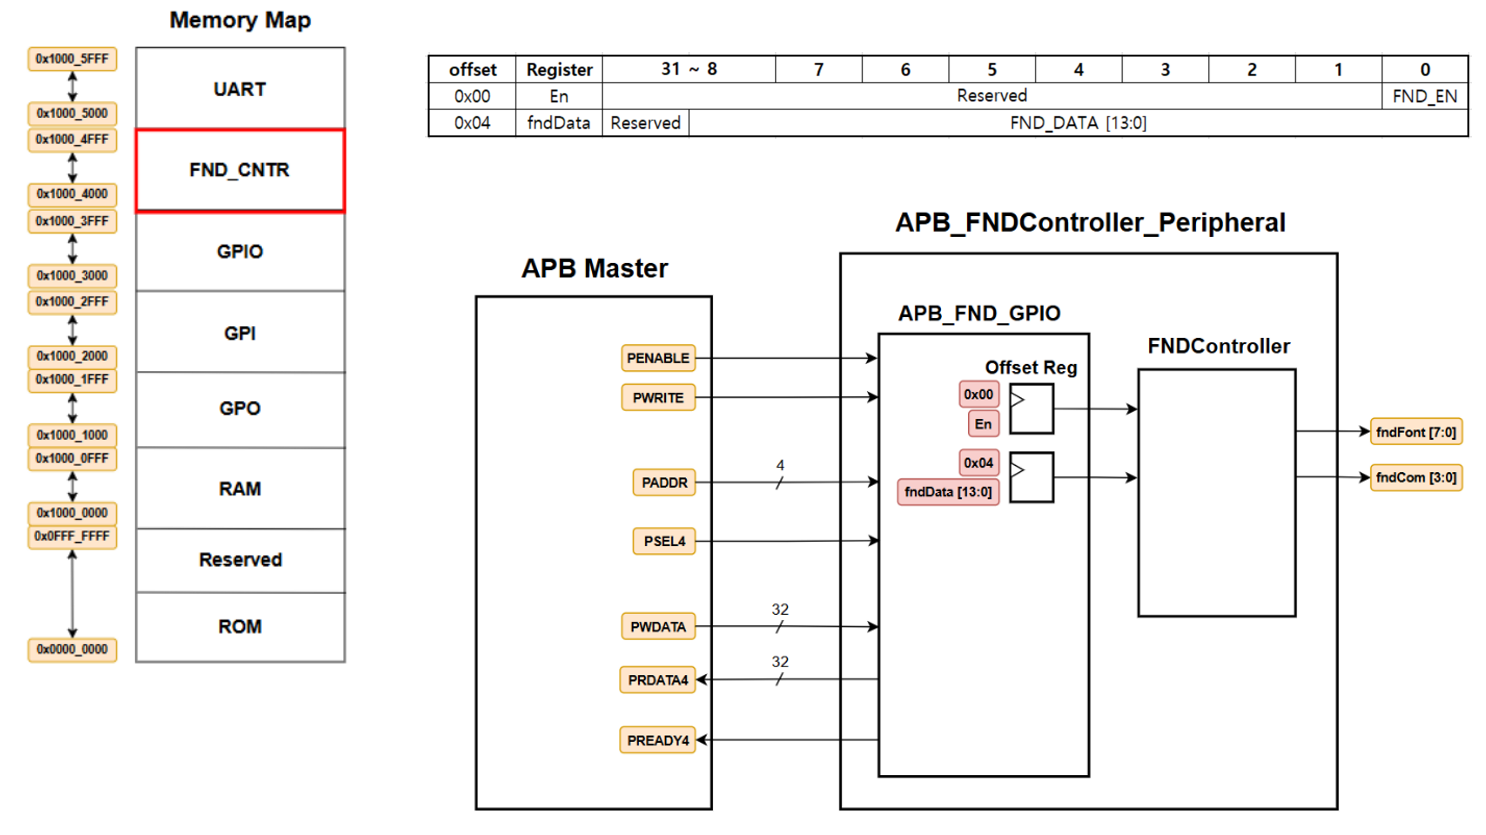 Memory Map
0x1000_5FFF
UART
0x1000_5000
0x1000_4FFF
FND_CNTR
0x1000_4000
0x1000_3FFF
GPIO
0x1000_3000
0x1000_2FFF
GPI
0x1000_2000
0x1000_1FFF
GPO
0x1000_1000
0x1000_0FFF
RAM
0x1000_0000
0x0FFF_FFFF
Reserved
ROM
0x0000_0000
offset Register 31 ~ 8 7 6 5 4 3 2 1 0
0x00 En Reserved FND_EN
0x04 fndData Reserved FND_DATA [13:0]
APB Master
PENABLE
PWRITE
PADDR
4
PSEL4
PWDATA
32
PRDATA4
32
PREADY4
APB_FNDController_Peripheral
APB_FND_GPIO
Offset Reg
0x00
En
0x04
fndData [13:0]
FNDController
fndFont [7:0]
fndCom [3:0]